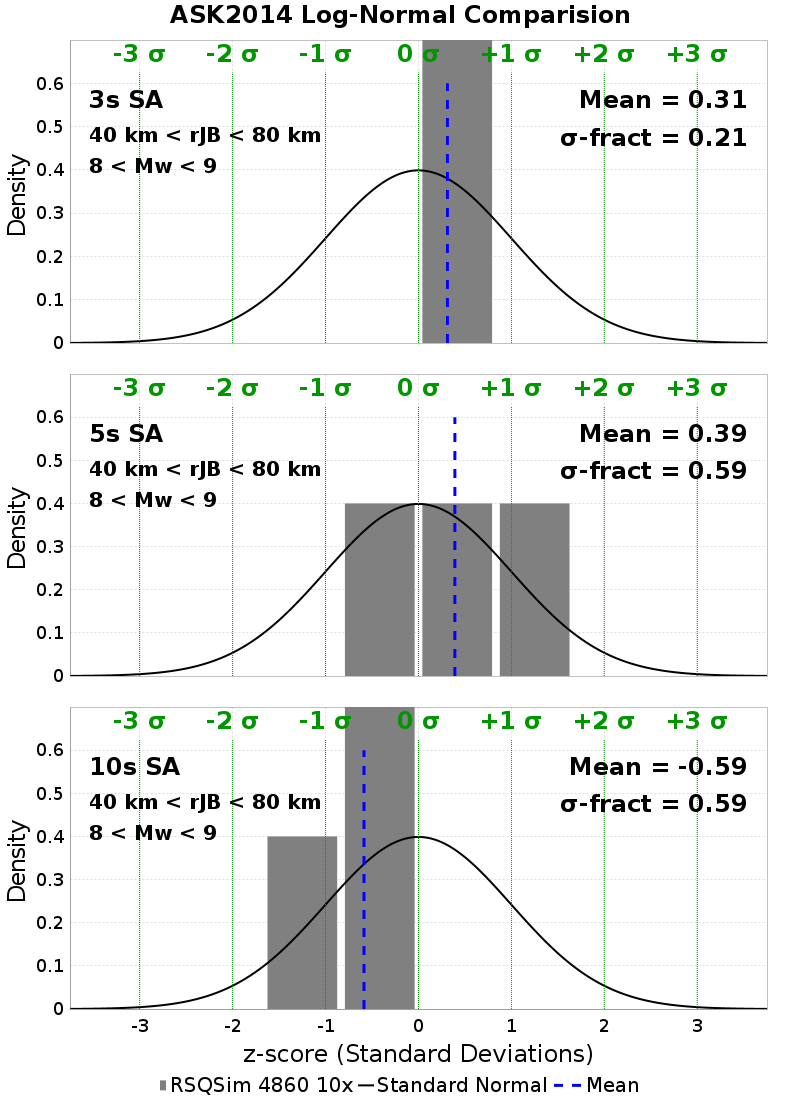 ASK2014 Log-Normal Comparision
-3 σ -2 σ -1 σ 0 σ +1 σ +2 σ +3 σ
3s SA
40 km < rJB < 80 km
8 < Mw < 9
Mean = 0.31
σ-fract = 0.21
Density
0.6
0.5
0.4
0.3
0.2
0.1
0
-3 σ -2 σ -1 σ 0 σ +1 σ +2 σ +3 σ
5s SA
40 km < rJB < 80 km
8 < Mw < 9
Mean = 0.39
σ-fract = 0.59
Density
0.6
0.5
0.4
0.3
0.2
0.1
0
-3 σ -2 σ -1 σ 0 σ +1 σ +2 σ +3 σ
10s SA
40 km < rJB < 80 km
8 < Mw < 9
Mean = -0.59
σ-fract = 0.59
Density
0.6
0.5
0.4
0.3
0.2
0.1
0
-3 -2 -1 0 1 2 3
z-score (Standard Deviations)
RSQSim 4860 10x Standard Normal Mean